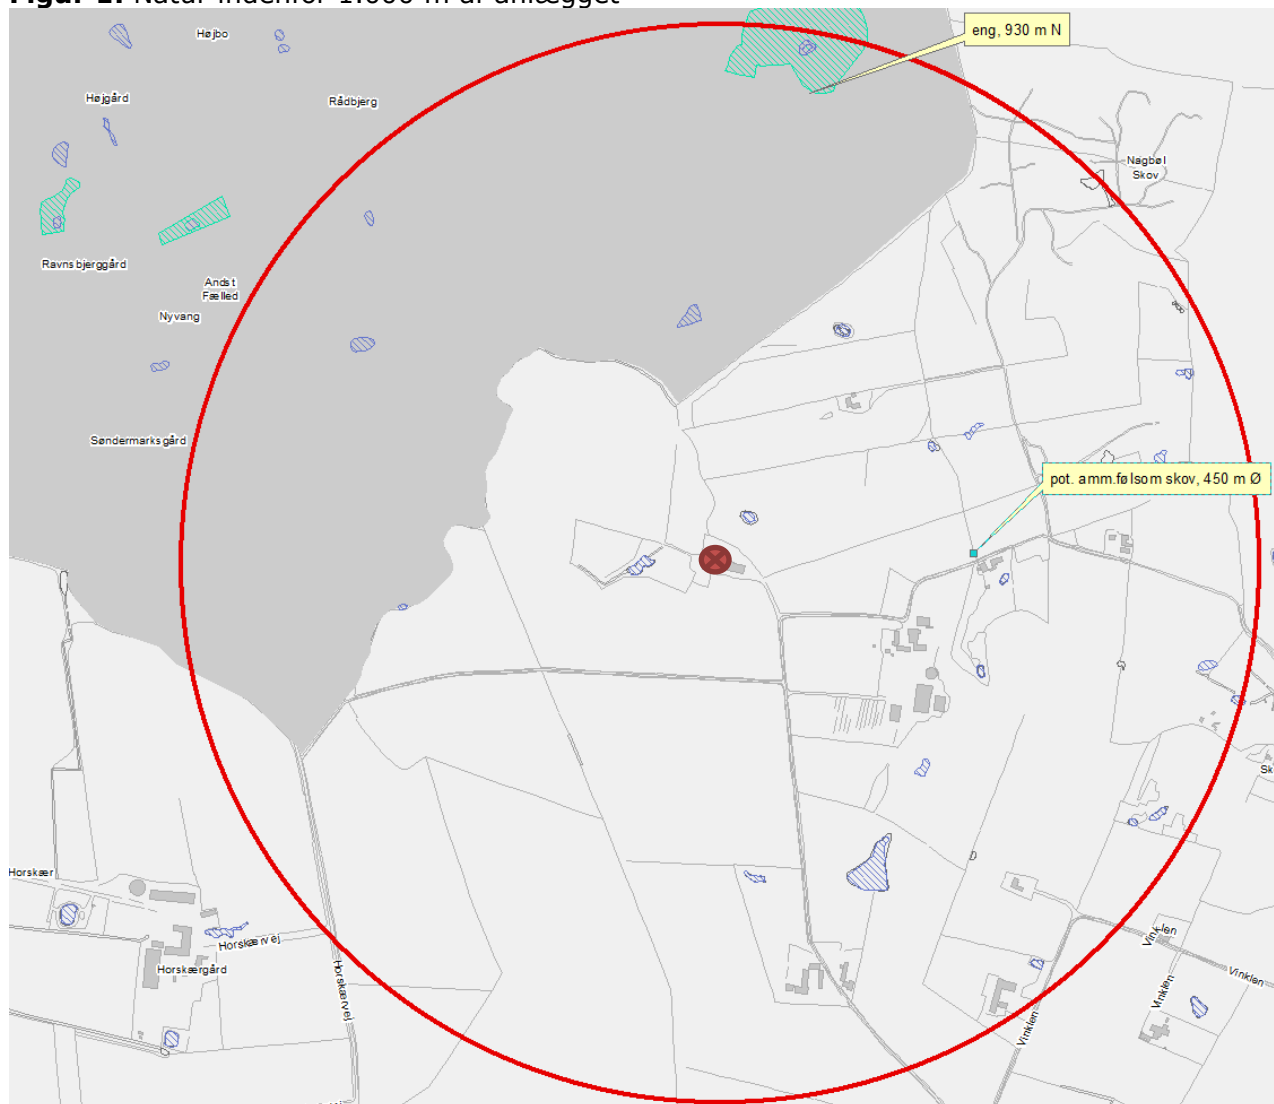 eng, 930 m N
Højbo
Højgård
Rådbjerg
Nagbøl
Skov
Ravnsbjerggård
Andst
Fælled
Nyvang
Søndermarksgård
pot. amm.følsom skov, 450 m Ø
Sk
Horskær
Horskærvej
Horskærgård
Horskærvej
Vinklen
Vinklen
Vinklen
Vinklen